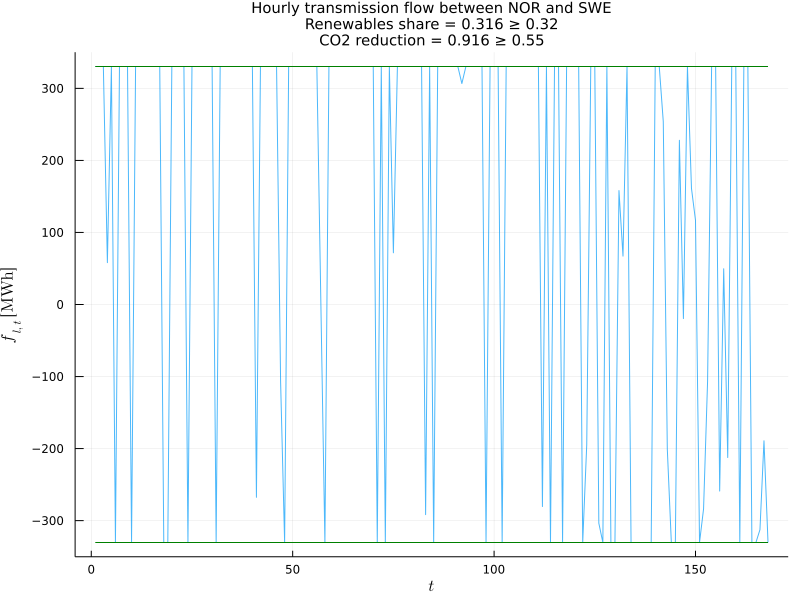 Hourly transmission flow between NOR and SWE
Renewables share = 0.316 ≥ 0.32
CO2 reduction = 0.916 ≥ 0.55
300
200
100
0
−100
−200
−300
f l,t [MWh]
0 50 100 150
t